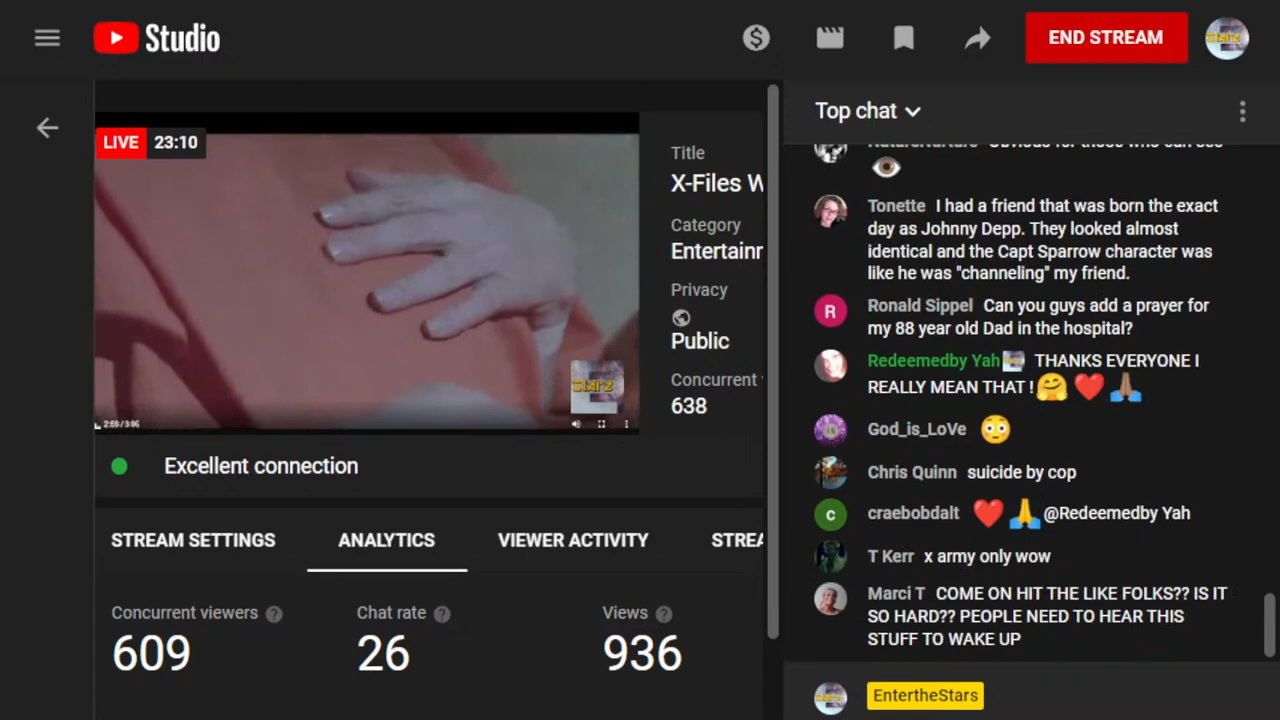 Studio
END STREAM
LIVE 23:10
Title
X-Files W
Category
Entertainm
Privacy
Public
Concurrent
638
Starz
2:58 / 3:06
Excellent connection
STREAM SETTINGS
ANALYTICS
VIEWER ACTIVITY
STREA
Concurrent viewers
609
Chat rate
26
Views
936
Top chat
Tonette I had a friend that was born the exact
day as Johnny Depp. They looked almost
identical and the Capt Sparrow character was
like he was "channeling" my friend.
R
Ronald Sippel Can you guys add a prayer for
my 88 year old Dad in the hospital?
Redeemedby Yah THANKS EVERYONE I
REALLY MEAN THAT ! 🤗 ❤️ 🙏🏽
God_is_LoVe 😳
Chris Quinn suicide by cop
c
craebobdalt ❤️ 🙏 @Redeemedby Yah
T Kerr x army only wow
Marci T COME ON HIT THE LIKE FOLKS?? IS IT
SO HARD?? PEOPLE NEED TO HEAR THIS
STUFF TO WAKE UP
EntertheStars